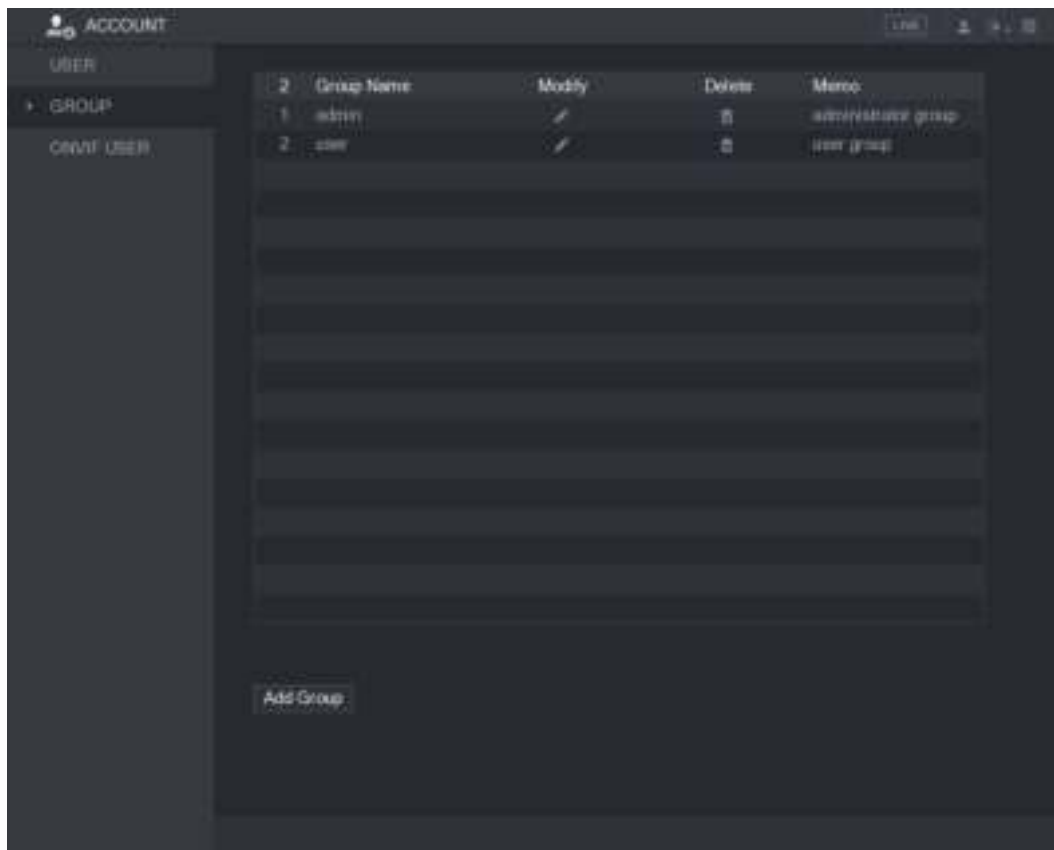 ACCOUNT
LIVE
USER
GROUP
ONVIF USER
2 Group Name Modify Delete Memo
1 admin administrator group
2 user user group
Add Group